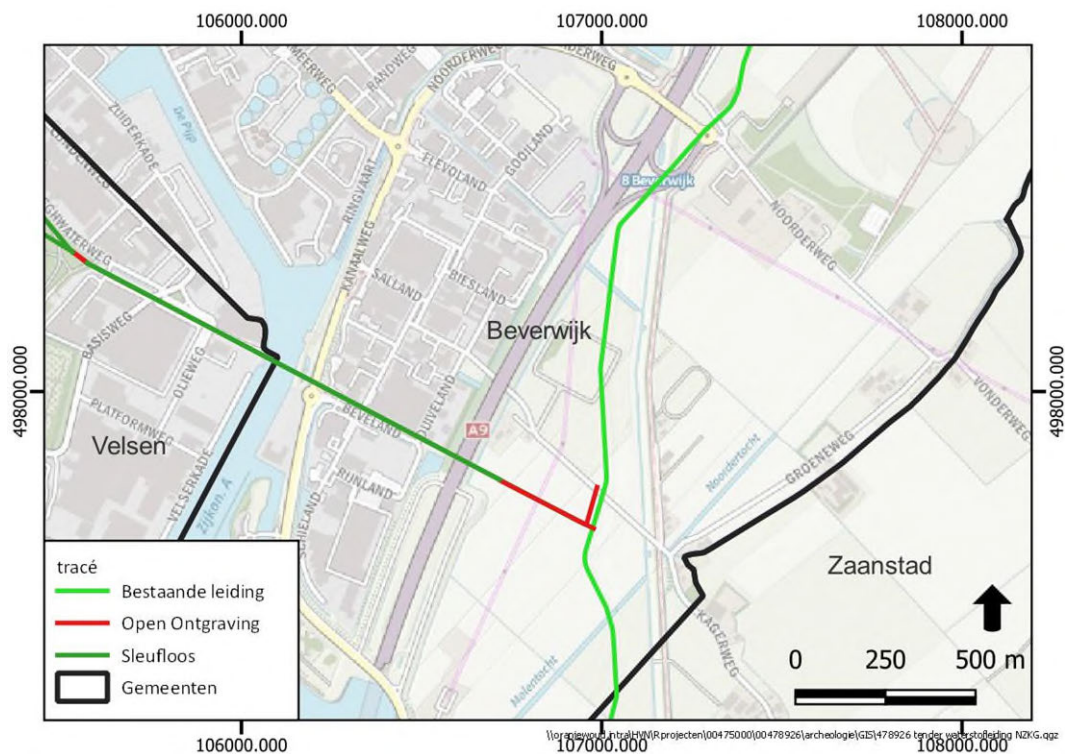 106000.000 107000.000 108000.000
498000.000
498000.000
MEERWEG
RANDWEG
NOORDERWEG
De Pijp
ZUIDERKADE
FLEVOLAND
GOOILAND
RINGVAART
8 Beverwijk
NOORDERWEG
KANAALWEG
SALLAND
BIESLAND
Beverwijk
BASISWEG
OLIEWEG
VONDERWEG
BEVELAND
DUIVELAND
A9
PLATFORMWEG
Velsen
GROENEWEG
Noordertocht
RIJNLAND
VELSERKADE
Zijkan. A
SCHIELAND
Zaanstad
KAGERWEG
Molentocht
tracé
Bestaande leiding
Open Ontgraving
Sleufloos
Gemeenten
0 250 500 m
106000.000 107000.000 108000.000